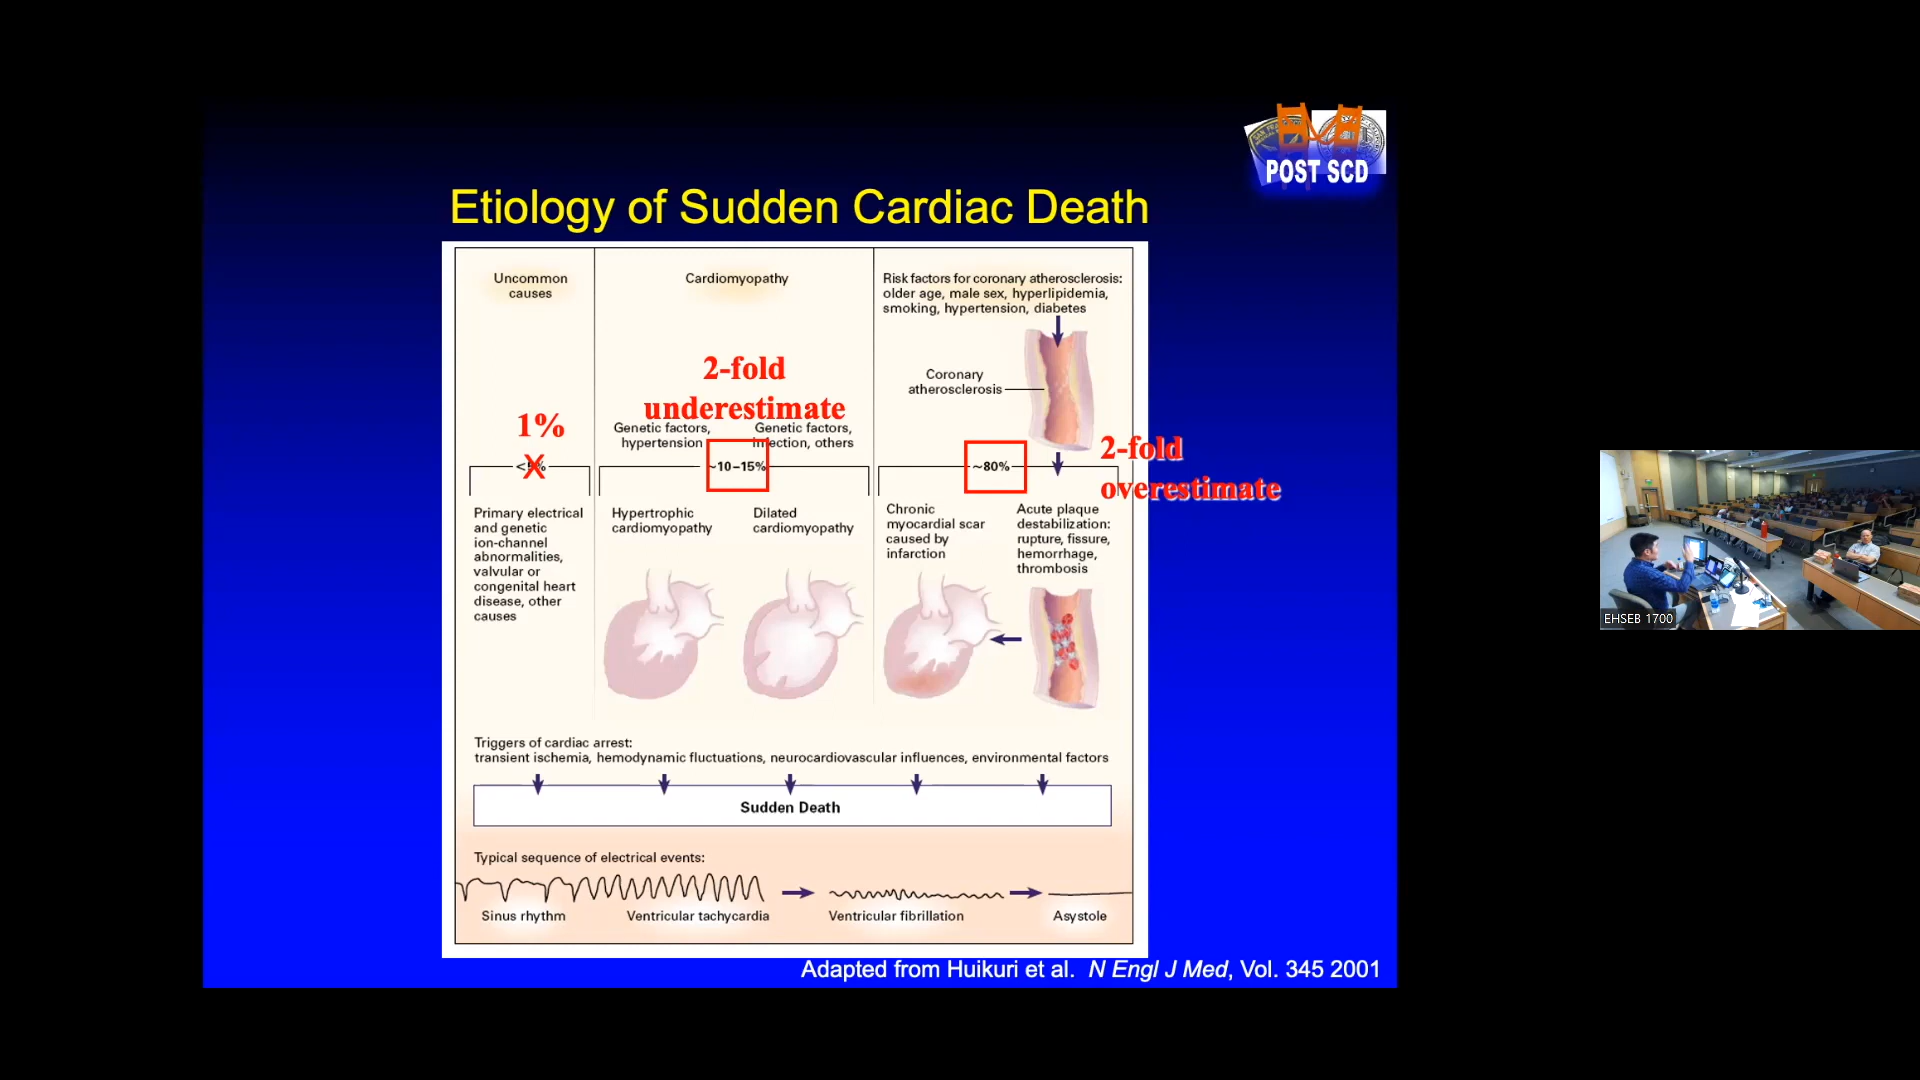 POST SCD
Etiology of Sudden Cardiac Death
Uncommon
causes
Cardiomyopathy
Risk factors for coronary atherosclerosis:
older age, male sex, hyperlipidemia,
smoking, hypertension, diabetes
Coronary
atherosclerosis
2-fold
underestimate
1%
Genetic factors,
hypertension
Genetic factors,
infection, others
2-fold
overestimate
<5%
~10–15%
~80%
X
Primary electrical
and genetic
ion-channel
abnormalities,
valvular or
congenital heart
disease, other
causes
Hypertrophic
cardiomyopathy
Dilated
cardiomyopathy
Chronic
myocardial scar
caused by
infarction
Acute plaque
destabilization:
rupture, fissure,
hemorrhage,
thrombosis
Triggers of cardiac arrest:
transient ischemia, hemodynamic fluctuations, neurocardiovascular influences, environmental factors
Sudden Death
Typical sequence of electrical events:
Sinus rhythm
Ventricular tachycardia
Ventricular fibrillation
Asystole
Adapted from Huikuri et al. N Engl J Med, Vol. 345 2001
EHSEB 1700